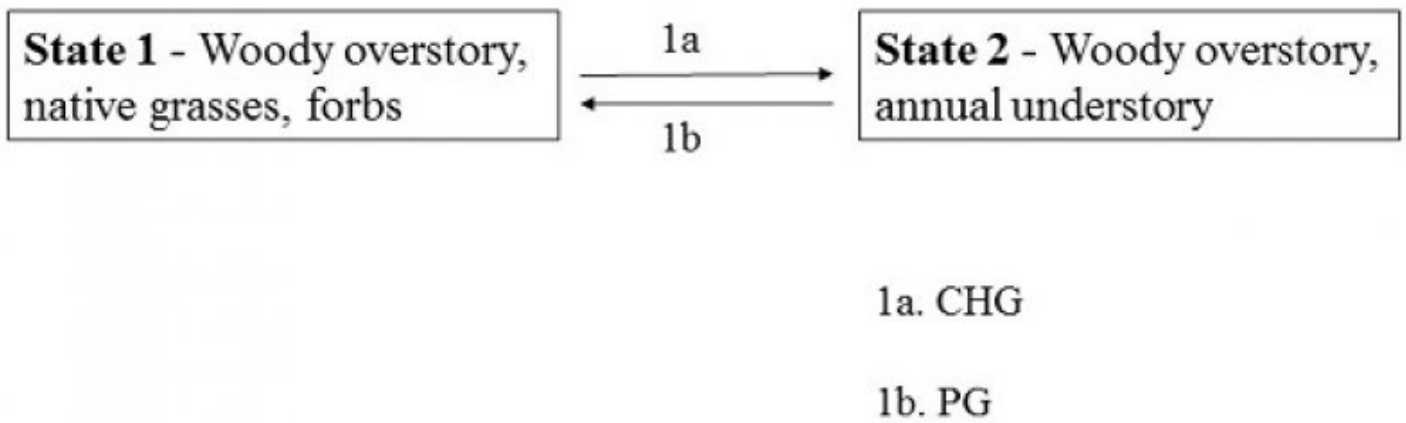 State 1 - Woody overstory,
native grasses, forbs
1a
1b
State 2 - Woody overstory,
annual understory
1a. CHG
1b. PG